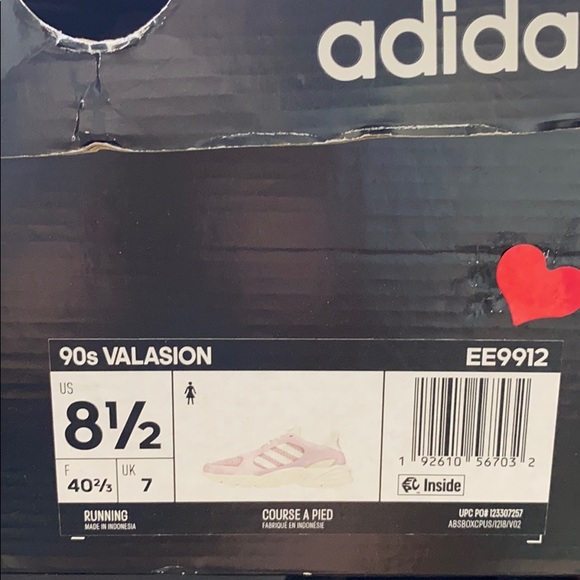 adidas
90s VALASION EE9912
US
8½
F 40⅔ UK 7
1 92610 56703 2
Inside
RUNNING COURSE A PIED UPC PO# 123307257
MADE IN INDONESIA FABRIQUÉ EN INDONÉSIE ABSBOXCPUS/1218/V02